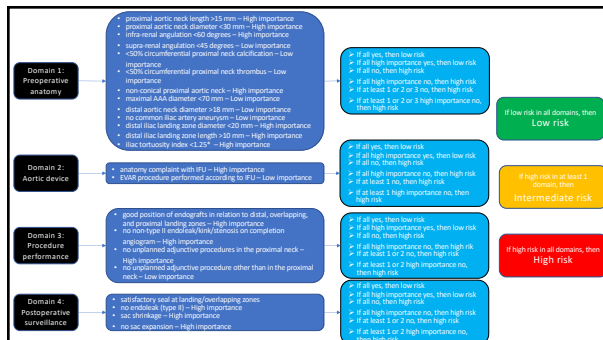 Domain 1:
Preoperative
anatomy
• proximal aortic neck length >15 mm – High importance
• proximal aortic neck diameter <30 mm – High importance
• infra-renal angulation <60 degrees – High importance
• supra-renal angulation <45 degrees – Low importance
• <50% circumferential proximal neck calcification – Low
importance
• <50% circumferential proximal neck thrombus – Low
importance
• non-conical proximal aortic neck – High importance
• maximal AAA diameter <70 mm – Low importance
• distal aortic neck diameter >18 mm – Low importance
• no common iliac artery aneurysm – Low importance
• distal iliac landing zone diameter <20 mm – High importance
• distal iliac landing zone length >10 mm – High importance
• iliac tortuosity index <1.25* – High importance
➢ If all yes, then low risk
➢ If all high importance yes, then low risk
➢ If all no, then high risk
➢ If all high importance no, then high risk
➢ If at least 1 or 2 or 3 no, then high risk
➢ If at least 1 or 2 or 3 high importance no,
then high risk
Domain 2:
Aortic device
• anatomy complaint with IFU – High importance
• EVAR procedure performed according to IFU – Low importance
➢ If all yes, then low risk
➢ If all high importance yes, then low risk
➢ If all no, then high risk
➢ If all high importance no, then high risk
➢ If at least 1 no, then high risk
➢ If at least 1 high importance no, then
high risk
Domain 3:
Procedure
performance
• good position of endografts in relation to distal, overlapping,
and proximal landing zones – High importance
• no non-type II endoleak/kink/stenosis on completion
angiogram – High importance
• no unplanned adjunctive procedures in the proximal neck –
High importance
• no unplanned adjunctive procedure other than in the proximal
neck – Low importance
➢ If all yes, then low risk
➢ If all high importance yes, then low risk
➢ If all no, then high risk
➢ If all high importance no, then high rik
➢ If at least 1 or 2 no, then high risk
➢ If at least 1 or 2 high importance no,
then high risk
Domain 4:
Postoperative
surveillance
• satisfactory seal at landing/overlapping zones
• no endoleak (type II) – High importance
• sac shrinkage – High importance
• no sac expansion – High importance
➢ If all yes, then low risk
➢ If all high importance yes, then low risk
➢ If all no, then high risk
➢ If all high importance no, then high risk
➢ If at least 1 or 2 no, then high risk
➢ If at least 1 or 2 high importance no,
then high risk
If low risk in all domains, then
Low risk
If high risk in at least 1
domain, then
Intermediate risk
If high risk in all domains, then
High risk